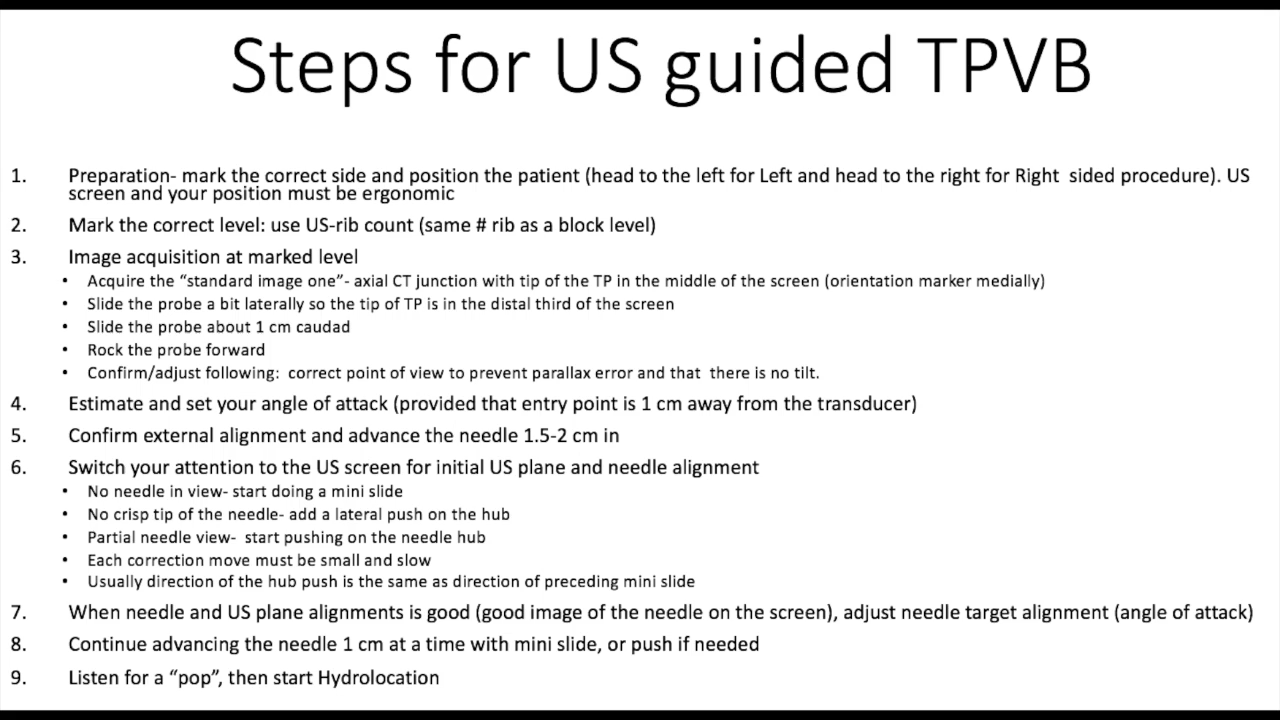 Steps for US guided TPVB
1. Preparation- mark the correct side and position the patient (head to the left for Left and head to the right for Right  sided procedure). US
screen and your position must be ergonomic
2. Mark the correct level: use US-rib count (same # rib as a block level)
3. Image acquisition at marked level
• Acquire the “standard image one”- axial CT junction with tip of the TP in the middle of the screen (orientation marker medially)
• Slide the probe a bit laterally so the tip of TP is in the distal third of the screen
• Slide the probe about 1 cm caudad
• Rock the probe forward
• Confirm/adjust following:  correct point of view to prevent parallax error and that  there is no tilt.
4. Estimate and set your angle of attack (provided that entry point is 1 cm away from the transducer)
5. Confirm external alignment and advance the needle 1.5-2 cm in
6. Switch your attention to the US screen for initial US plane and needle alignment
• No needle in view- start doing a mini slide
• No crisp tip of the needle- add a lateral push on the hub
• Partial needle view-  start pushing on the needle hub
• Each correction move must be small and slow
• Usually direction of the hub push is the same as direction of preceding mini slide
7. When needle and US plane alignments is good (good image of the needle on the screen), adjust needle target alignment (angle of attack)
8. Continue advancing the needle 1 cm at a time with mini slide, or push if needed
9. Listen for a “pop”, then start Hydrolocation